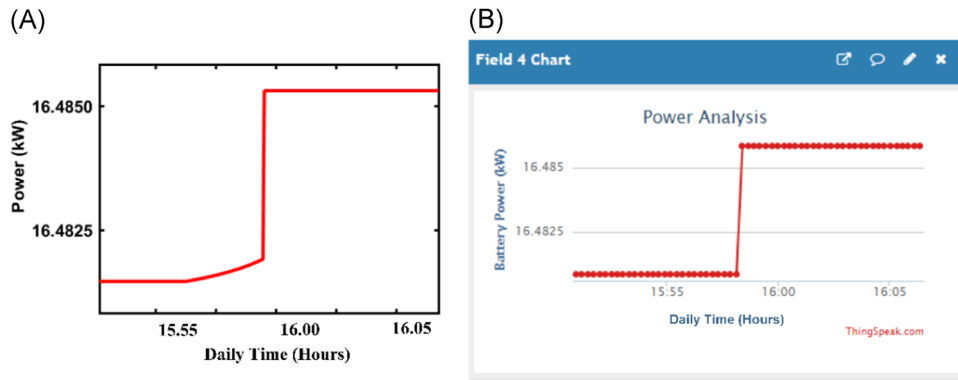 (A)
16.4850
16.4825
Power (kW)
15.55 16.00 16.05
Daily Time (Hours)
(B)
Field 4 Chart
Power Analysis
16.485
16.4825
Battery Power (kW)
15:55 16:00 16:05
Daily Time (Hours)
ThingSpeak.com